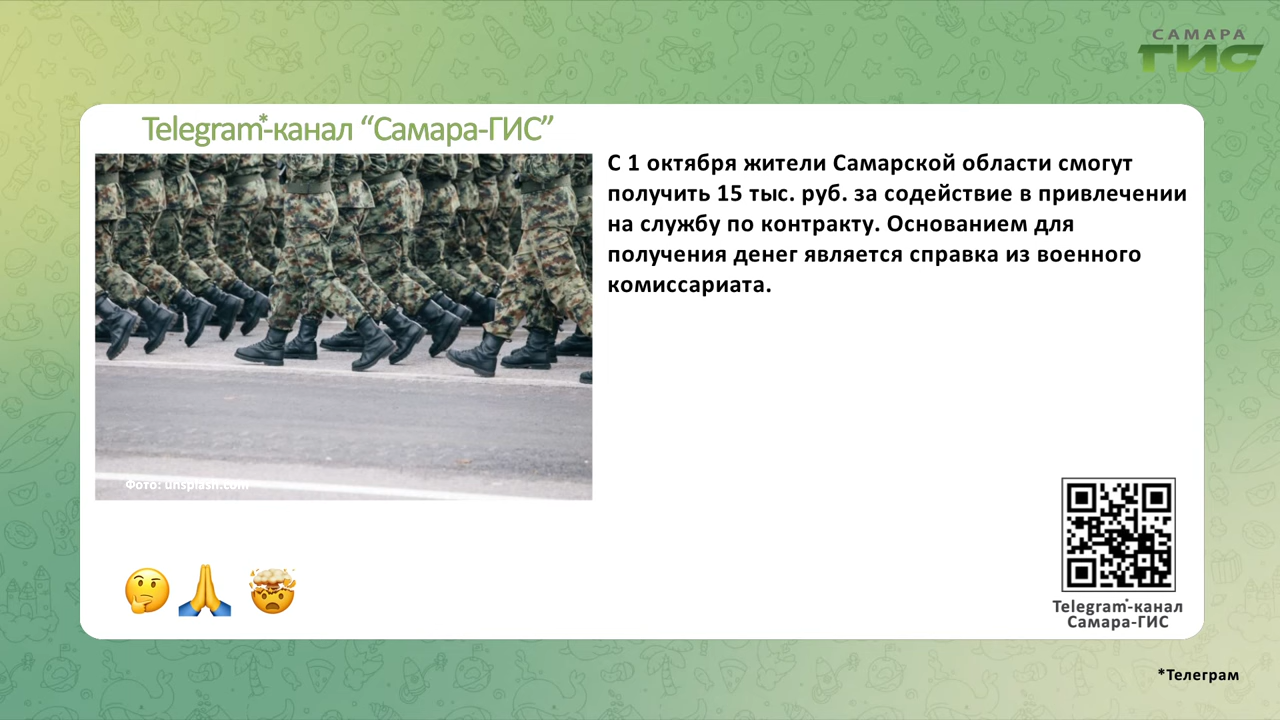 САМАРА
ГИС
Telegram*-канал “Самара-ГИС”
С 1 октября жители Самарской области смогут
получить 15 тыс. руб. за содействие в привлечении
на службу по контракту. Основанием для
получения денег является справка из военного
комиссариата.
Фото: unsplash.com
Telegram*-канал
Самара-ГИС
*Телеграм